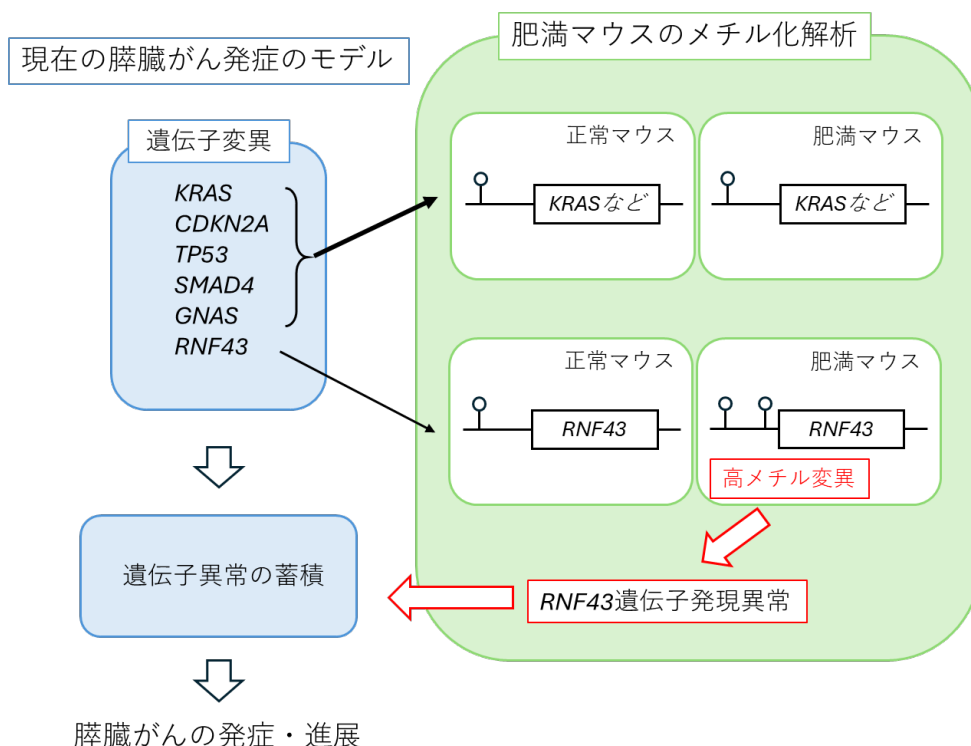 現在の膵臓がん発症のモデル
遺伝子変異
KRAS
CDKN2A
TP53
SMAD4
GNAS
RNF43
遺伝子異常の蓄積
膵臓がんの発症・進展
肥満マウスのメチル化解析
正常マウス
KRASなど
肥満マウス
KRASなど
正常マウス
RNF43
肥満マウス
RNF43
高メチル変異
RNF43遺伝子発現異常